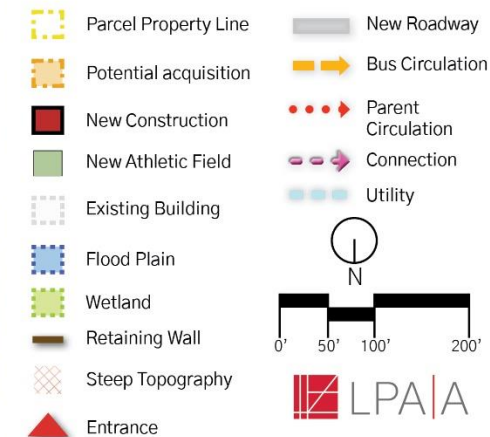 Parcel Property Line
Potential acquisition
New Construction
New Athletic Field
Existing Building
Flood Plain
Wetland
Retaining Wall
Steep Topography
Entrance
New Roadway
Bus Circulation
Parent
Circulation
Connection
Utility
N
0' 50' 100' 200'
LPA|A